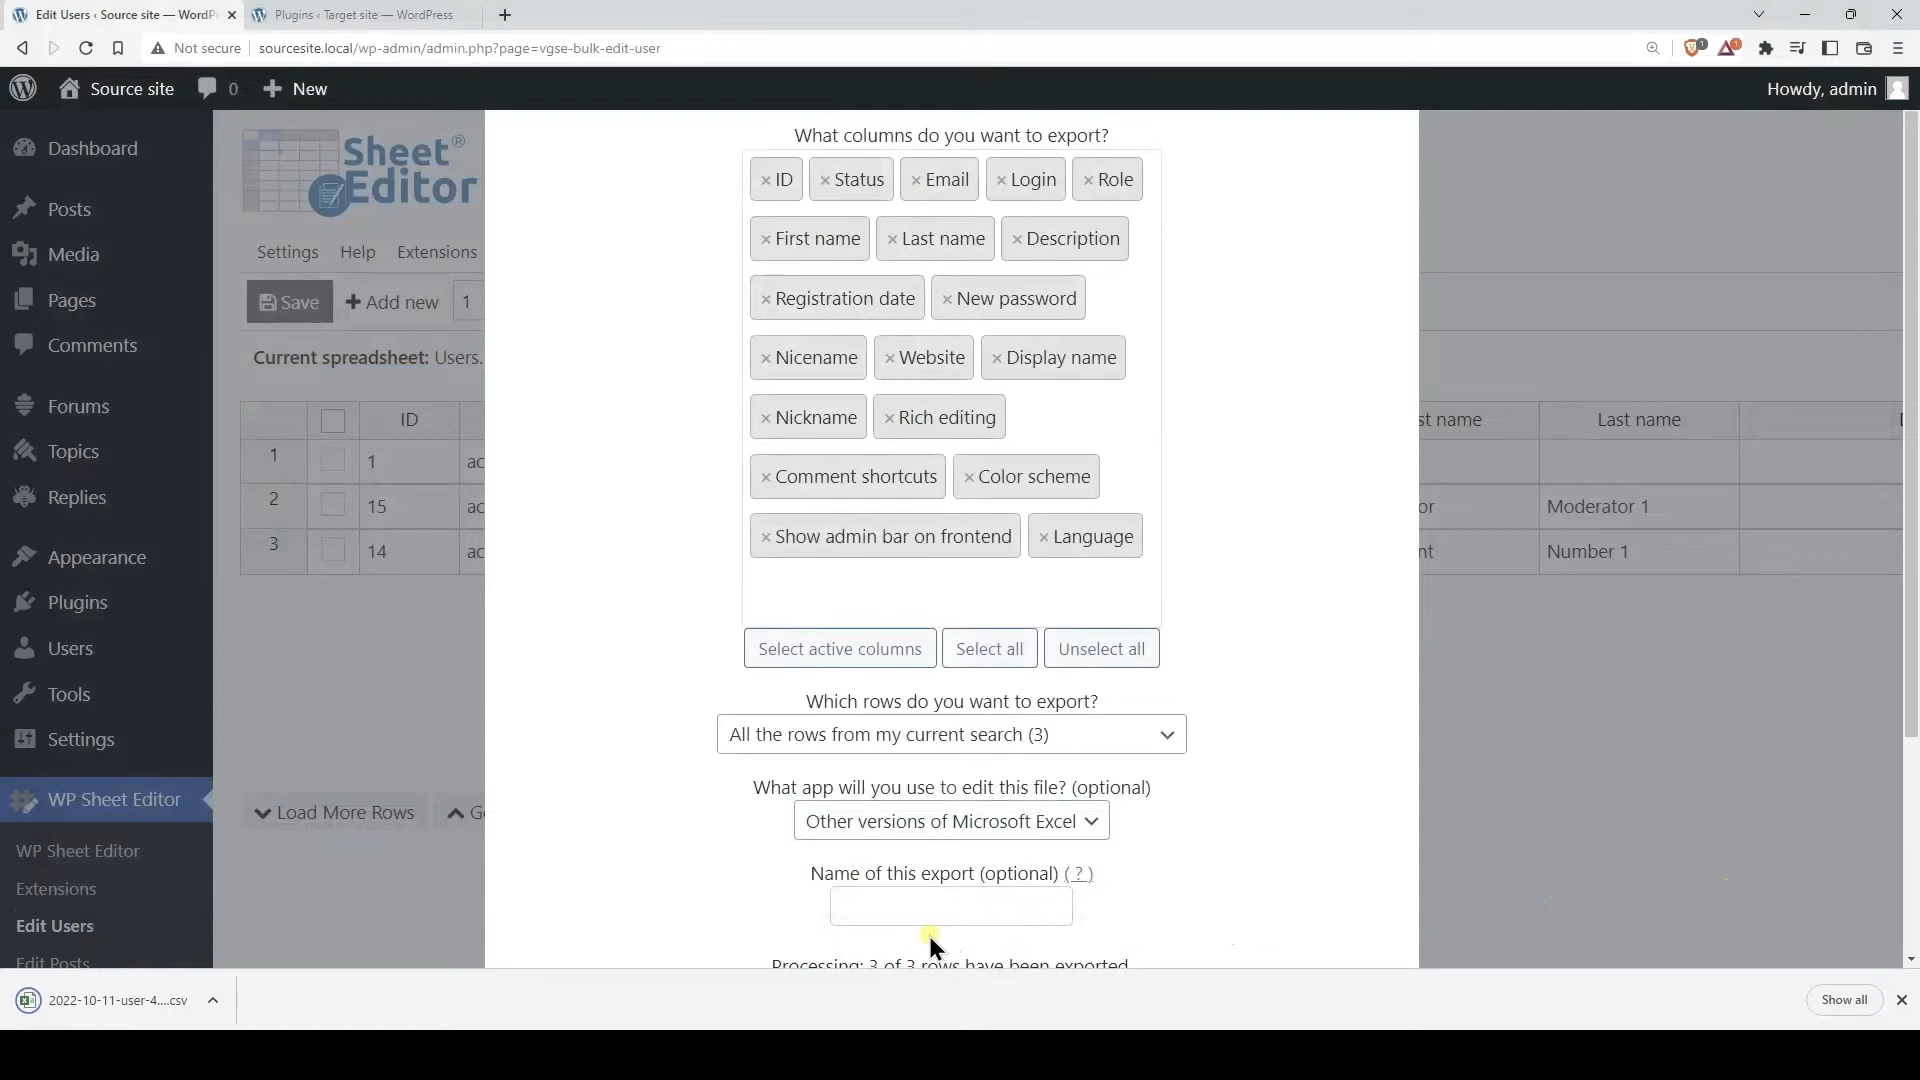 Edit Users ‹ Source site — WordP
Plugins ‹ Target site — WordPress
Not secure
sourcesite.local/wp-admin/admin.php?page=vgse-bulk-edit-user
1
1
Source site
0
New
Howdy, admin
Dashboard
Posts
Media
Pages
Comments
Forums
Topics
Replies
Appearance
Plugins
Users
Tools
Settings
WP Sheet Editor
WP Sheet Editor
Extensions
Edit Users
Edit Posts
Sheet®
Editor
Settings Help Extensions
Save
Add new
1
Current spreadsheet: Users.
ID
st name
Last name
1
1
ac
2
15
ac
or
Moderator 1
3
14
ac
nt
Number 1
Load More Rows
G
What columns do you want to export?
× ID × Status × Email × Login × Role
× First name × Last name × Description
× Registration date × New password
× Nicename × Website × Display name
× Nickname × Rich editing
× Comment shortcuts × Color scheme
× Show admin bar on frontend × Language
Select active columns
Select all
Unselect all
Which rows do you want to export?
All the rows from my current search (3)
What app will you use to edit this file? (optional)
Other versions of Microsoft Excel
Name of this export (optional) ( ? )
Processing: 3 of 3 rows have been exported
2022-10-11-user-4....csv
Show all